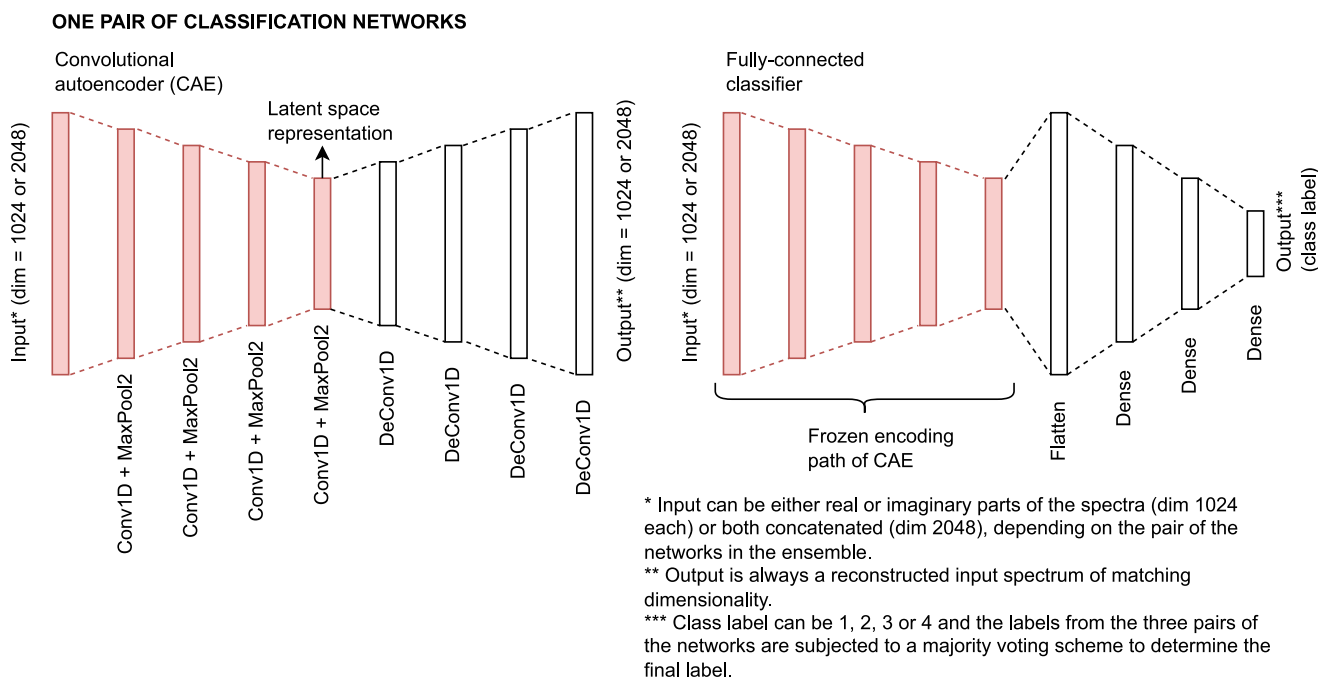 ONE PAIR OF CLASSIFICATION NETWORKS
Convolutional
autoencoder (CAE)
Latent space
representation
Input* (dim = 1024 or 2048)
Conv1D + MaxPool2
Conv1D + MaxPool2
Conv1D + MaxPool2
Conv1D + MaxPool2
DeConv1D
DeConv1D
DeConv1D
DeConv1D
Output** (dim = 1024 or 2048)
Fully-connected
classifier
Input* (dim = 1024 or 2048)
Frozen encoding
path of CAE
Flatten
Dense
Dense
Dense
Output***
(class label)
* Input can be either real or imaginary parts of the spectra (dim 1024
each) or both concatenated (dim 2048), depending on the pair of the
networks in the ensemble.
** Output is always a reconstructed input spectrum of matching
dimensionality.
*** Class label can be 1, 2, 3 or 4 and the labels from the three pairs of
the networks are subjected to a majority voting scheme to determine the
final label.